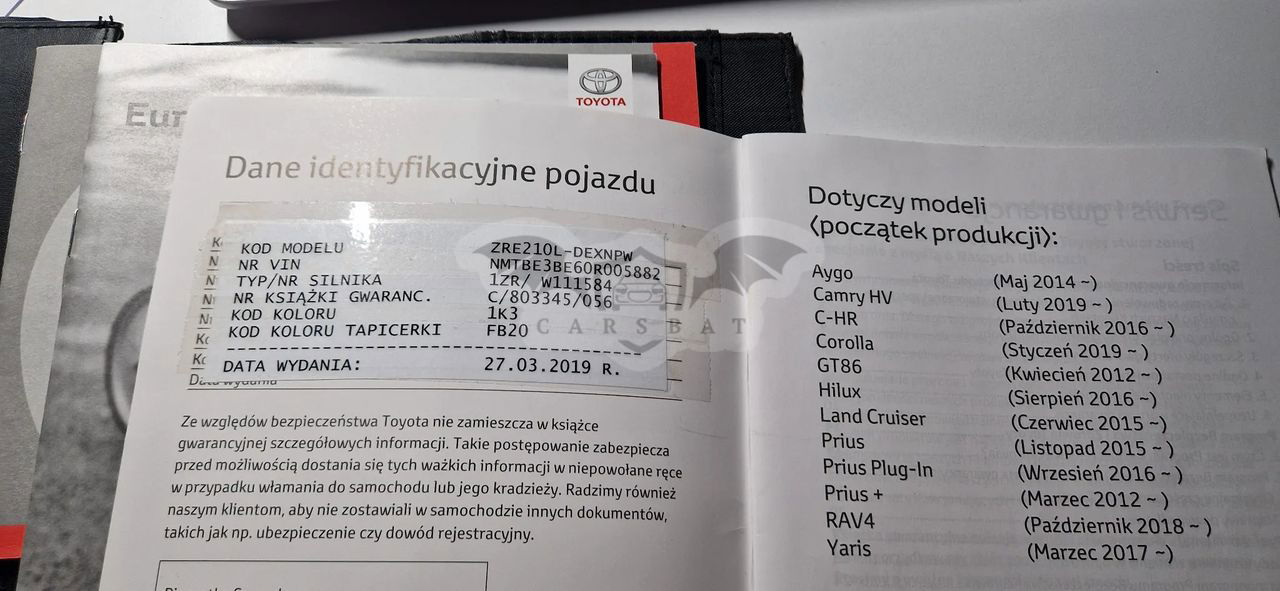 TOYOTA
Eur
Dane identyfikacyjne pojazdu
KOD MODELU ZRE210L-DEXNPW
NR VIN NMTBE3BE60R005882
TYP/NR SILNIKA 1ZR/ W111584
NR KSIĄŻKI GWARANC. C/803345/056
KOD KOLORU 1K3
KOD KOLORU TAPICERKI FB20
DATA WYDANIA: 27.03.2019 R.
Data wydania
CARSBAT
Ze względów bezpieczeństwa Toyota nie zamieszcza w książce
gwarancyjnej szczegółowych informacji. Takie postępowanie zabezpiecza
przed możliwością dostania się tych ważkich informacji w niepowołane ręce
w przypadku włamania do samochodu lub jego kradzieży. Radzimy również
naszym klientom, aby nie zostawiali w samochodzie innych dokumentów,
takich jak np. ubezpieczenie czy dowód rejestracyjny.
Dotyczy modeli
(początek produkcji):
Aygo (Maj 2014 ~)
Camry HV (Luty 2019 ~)
C-HR (Październik 2016 ~)
Corolla (Styczeń 2019 ~)
GT86 (Kwiecień 2012 ~)
Hilux (Sierpień 2016 ~)
Land Cruiser (Czerwiec 2015 ~)
Prius (Listopad 2015 ~)
Prius Plug-In (Wrzesień 2016 ~)
Prius + (Marzec 2012 ~)
RAV4 (Październik 2018 ~)
Yaris (Marzec 2017 ~)